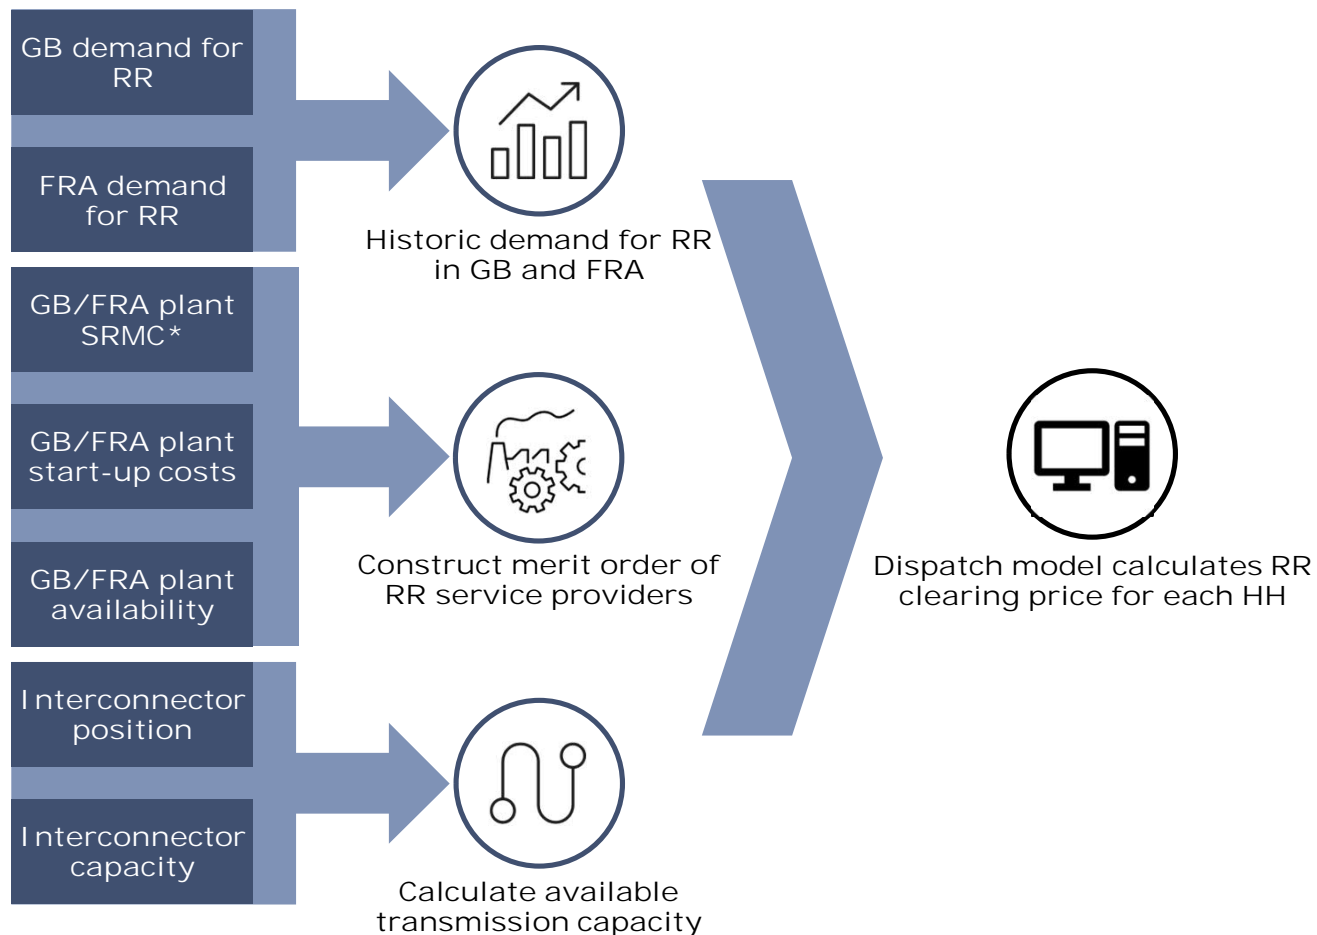 GB demand for
RR
FRA demand
for RR
Historic demand for RR
in GB and FRA
GB/FRA plant
SRMC*
GB/FRA plant
start-up costs
GB/FRA plant
availability
Construct merit order of
RR service providers
Interconnector
position
Interconnector
capacity
Calculate available
transmission capacity
Dispatch model calculates RR
clearing price for each HH